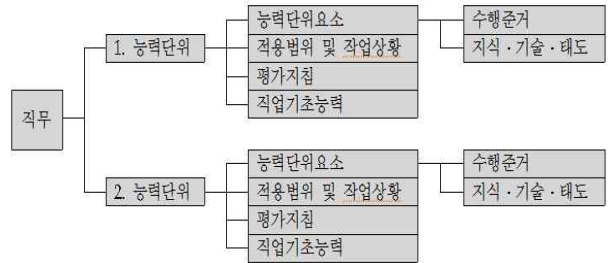 직무
1. 능력단위
능력단위요소
적용범위 및 작업상황
평가지침
직업기초능력
수행준거
지식·기술·태도
2. 능력단위
능력단위요소
적용범위 및 작업상황
평가지침
직업기초능력
수행준거
지식·기술·태도